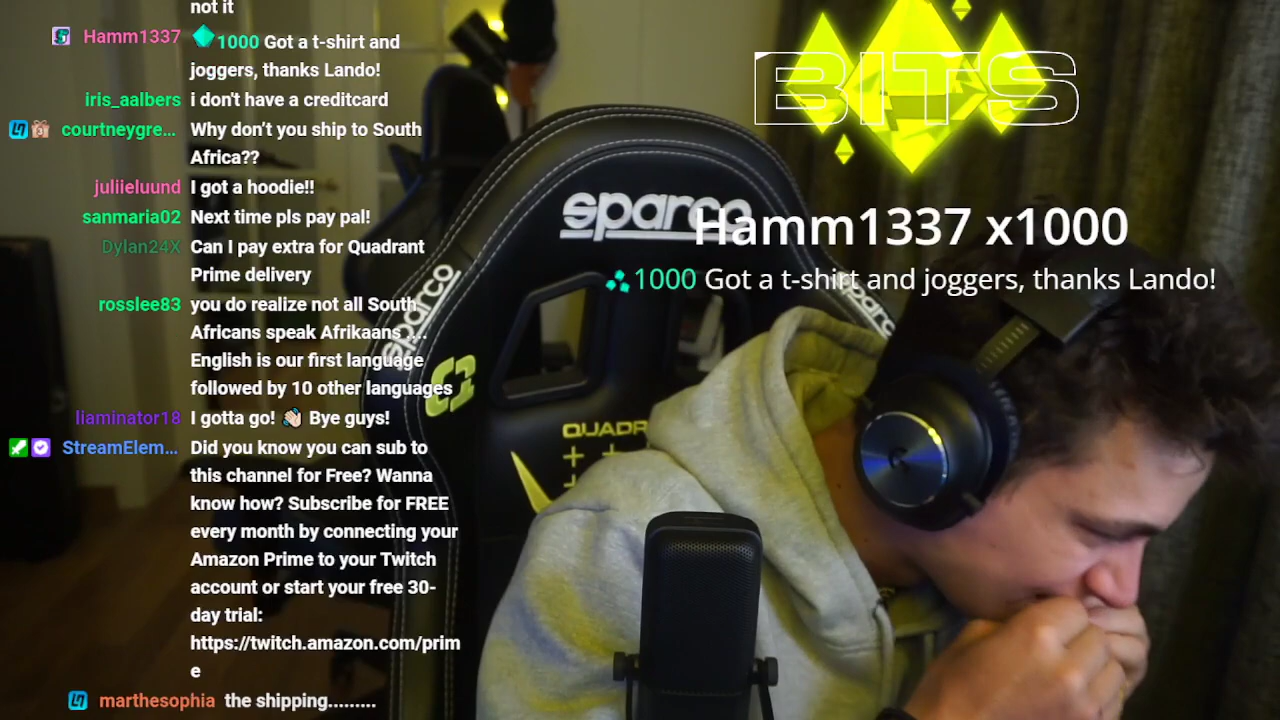 not it
Hamm1337 1000 Got a t-shirt and
joggers, thanks Lando!
iris_aalbers i don't have a creditcard
courtneygre... Why don't you ship to South
Africa??
juliieluund I got a hoodie!!
sanmaria02 Next time pls pay pal!
Dylan24X Can I pay extra for Quadrant
Prime delivery
rosslee83 you do realize not all South
Africans speak Afrikaans ....
English is our first language
followed by 10 other languages
liaminator18 I gotta go! 👋🏻 Bye guys!
StreamElem... Did you know you can sub to
this channel for Free? Wanna
know how? Subscribe for FREE
every month by connecting your
Amazon Prime to your Twitch
account or start your free 30-
day trial:
https://twitch.amazon.com/prim
e
marthesophia the shipping.........
BITS
Hamm1337 x1000
1000 Got a t-shirt and joggers, thanks Lando!
sparco
sparco
sparco
QUADR